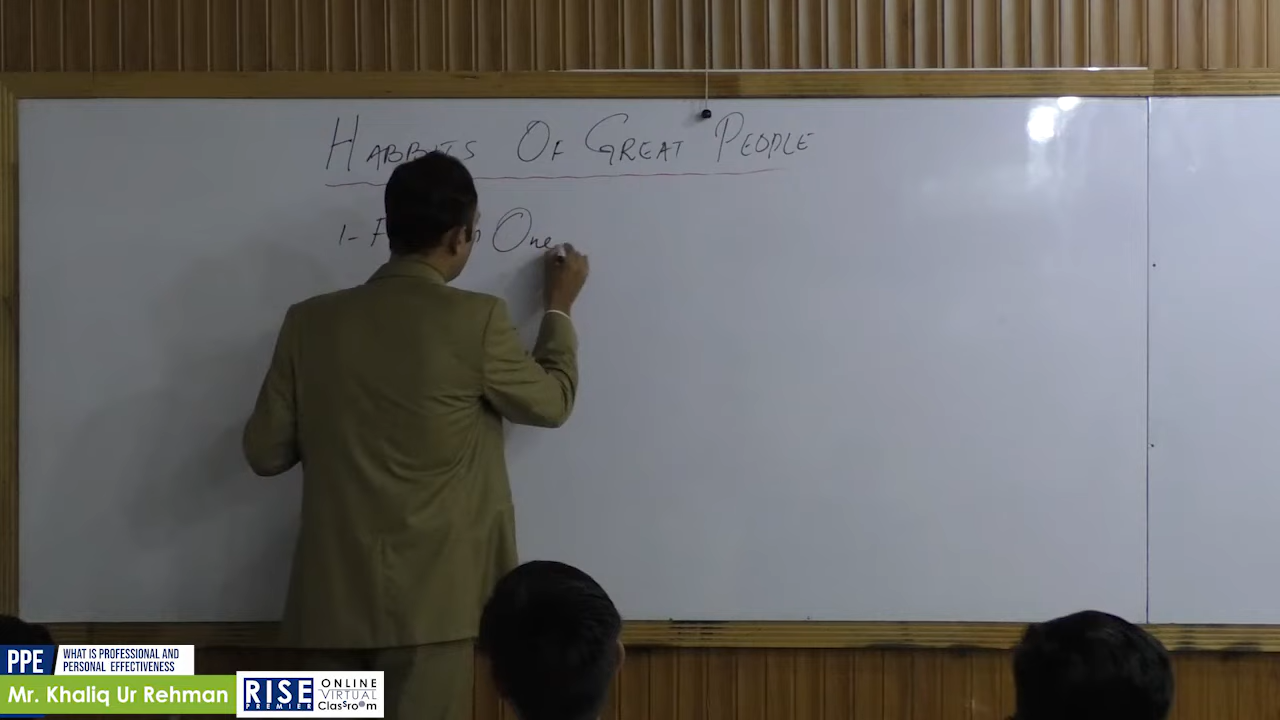 HABBITS OF GREAT PEOPLE
1- One
PPE WHAT IS PROFESSIONAL AND
PERSONAL EFFECTIVENESS
Mr. Khaliq Ur Rehman
RISE PREMIER ONLINE VIRTUAL Classroom